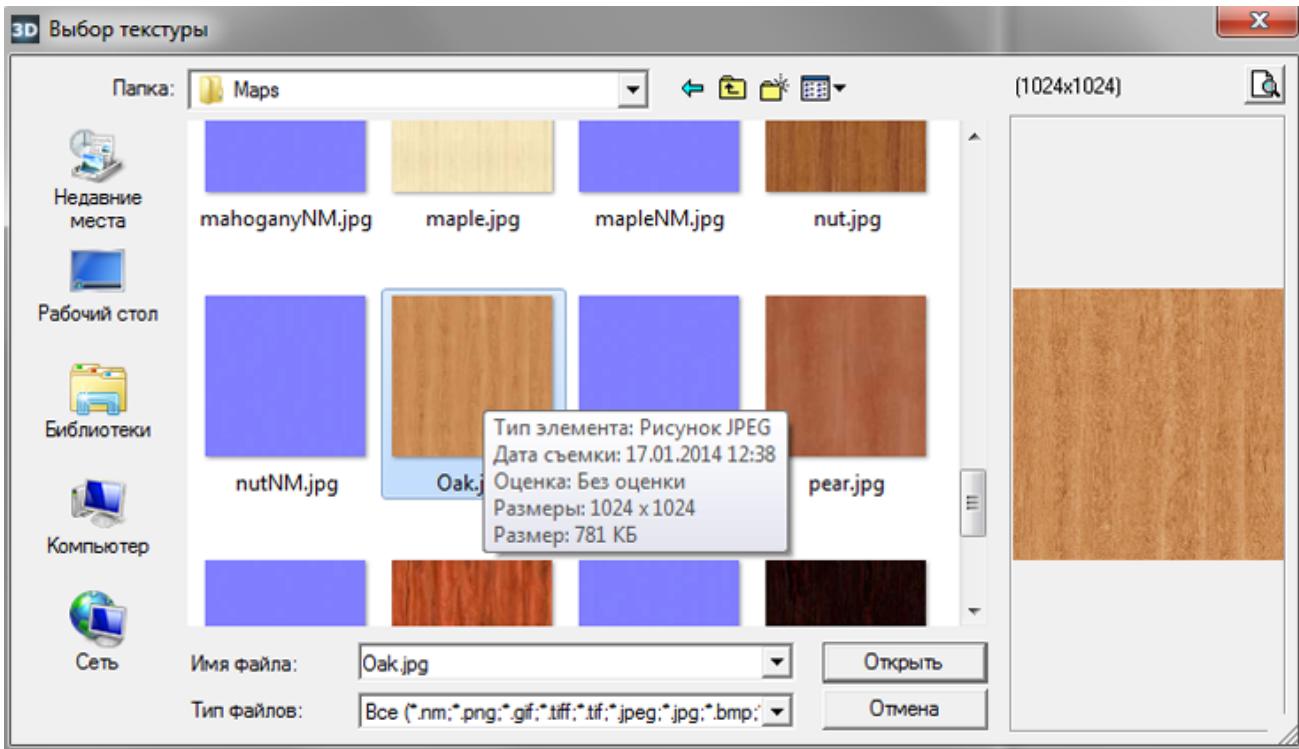 3D Выбор текстуры
Папка: Maps (1024x1024)
Недавние
места
Рабочий стол
Библиотеки
Компьютер
Сеть
mahoganyNM.jpg maple.jpg mapleNM.jpg nut.jpg
nutNM.jpg Oak.j pear.jpg
Тип элемента: Рисунок JPEG
Дата съемки: 17.01.2014 12:38
Оценка: Без оценки
Размеры: 1024 x 1024
Размер: 781 КБ
Имя файла: Oak.jpg Открыть
Тип файлов: Все (*.nm;*.png;*.gif;*.tiff;*.tif;*.jpeg;*.jpg;*.bmp; Отмена